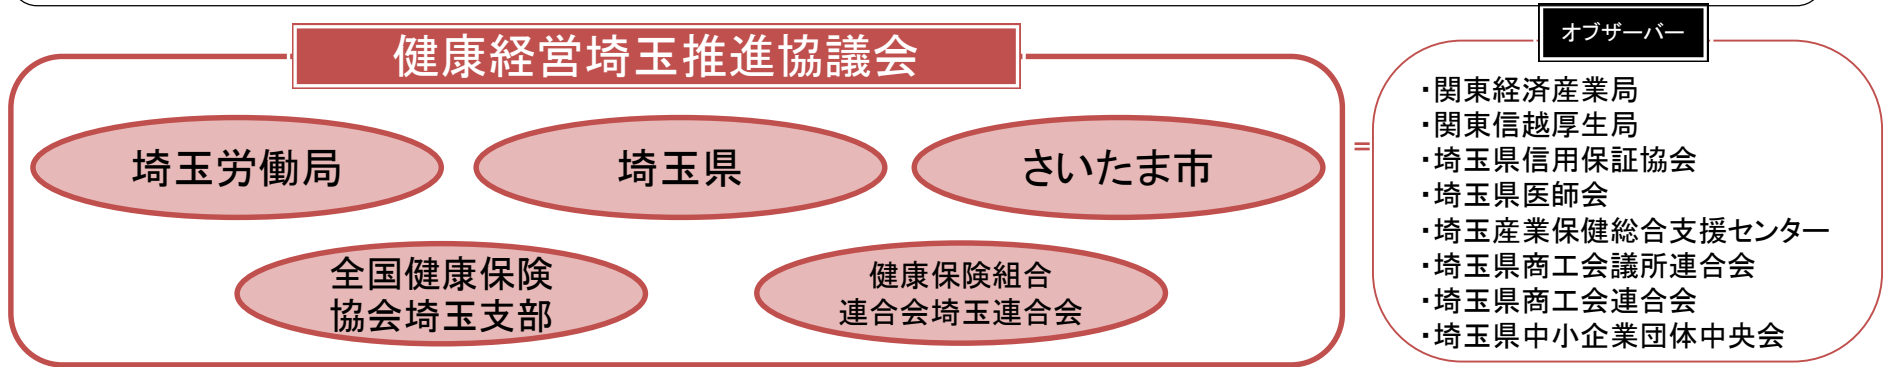 健康経営埼玉推進協議会
埼玉労働局
埼玉県
さいたま市
全国健康保険
協会埼玉支部
健康保険組合
連合会埼玉連合会
=
オブザーバー
・関東経済産業局
・関東信越厚生局
・埼玉県信用保証協会
・埼玉県医師会
・埼玉産業保健総合支援センター
・埼玉県商工会議所連合会
・埼玉県商工会連合会
・埼玉県中小企業団体中央会